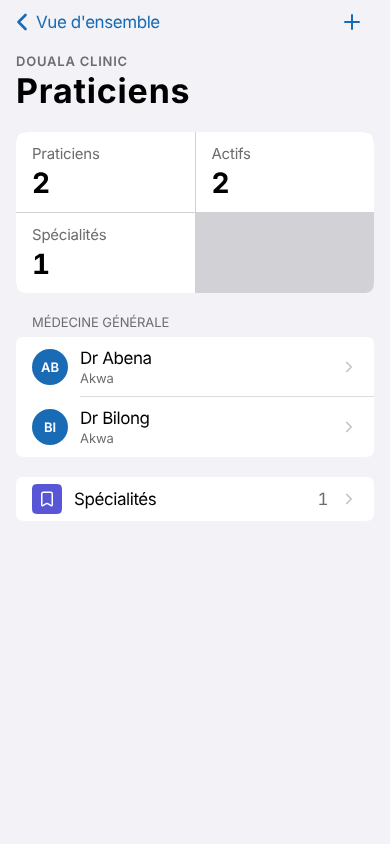 Vue d'ensemble
DOUALA CLINIC
Praticiens
Praticiens
2
Actifs
2
Spécialités
1
MÉDECINE GÉNÉRALE
AB
Dr Abena
Akwa
BI
Dr Bilong
Akwa
Spécialités 1